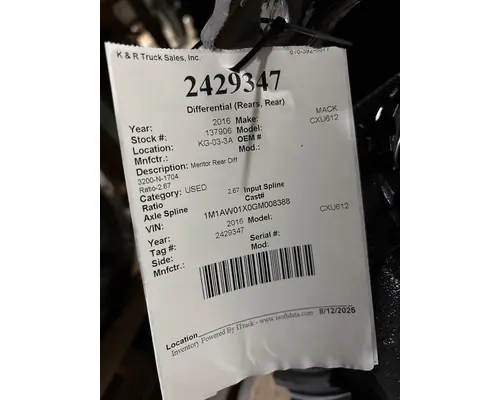 K & R Truck Sales, Inc.
2429347
Differential (Rears, Rear)
Year: 2016 Make: MACK
Stock #: 137906 Model: CXU612
Location: KG-03-3A OEM #
Mnfctr.: Mod.:
Description: Meritor Rear Diff
3200-N-1704
Ratio-2.67
Category: USED
Ratio 2.67 Input Spline
Axle Spline Cast#
VIN: 1M1AW01X0GM008388
Year: 2016 Model: CXU612
Tag #: 2429347
Side: Serial #:
Mnfctr.: Mod:
Location 8/12/2025
Inventory Powered By ITrack - www.isoftdata.com